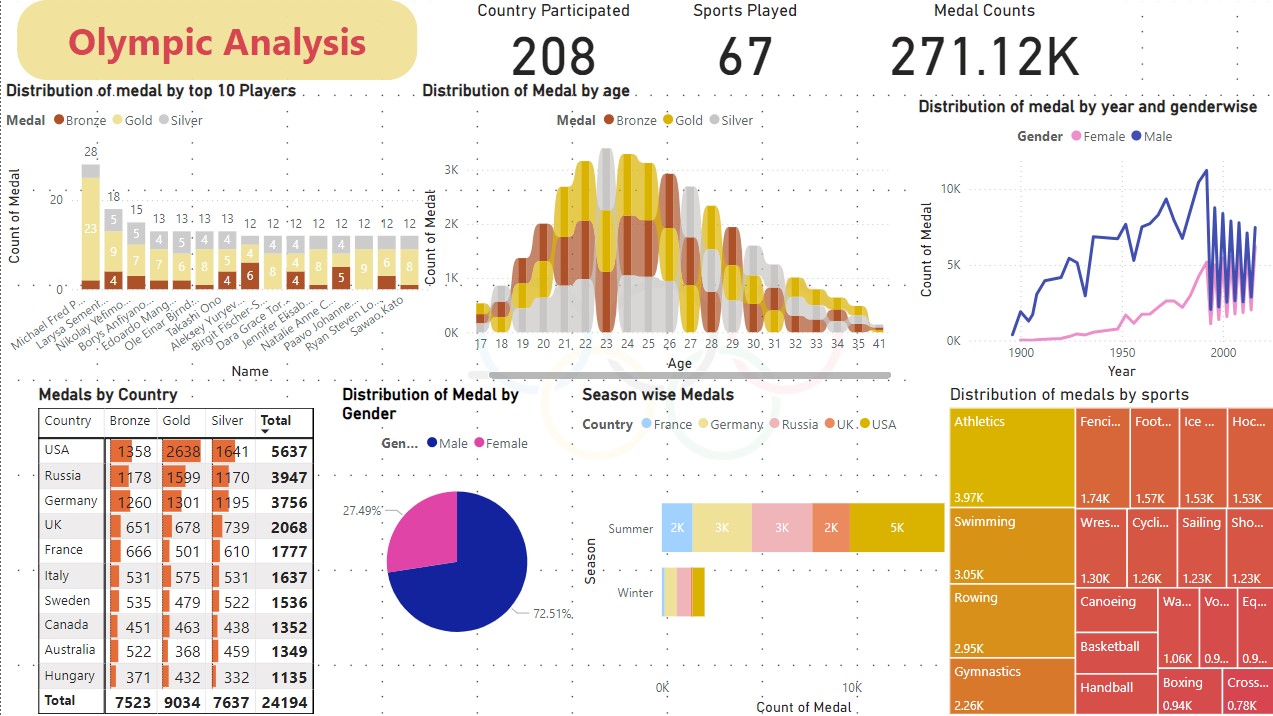 Olympic Analysis
Country Participated
208
Sports Played
67
Medal Counts
271.12K
Distribution of medal by top 10 Players
Medal Bronze Gold Silver
Count of Medal
20
0
28
18
15
13
13
13
13
12
12
12
12
12
12
12
23
5
9
4
5
7
4
7
5
6
4
8
4
5
4
4
6
4
8
4
4
4
8
4
5
9
6
6
8
Michael Fred ...
Larysa Semeni...
Nikolay Yefimo...
Borys Anfiyano...
Edoardo Mang...
Ole Einar Bjrnd...
Takashi Ono
Aleksey Yuryev...
Birgit Fischer-S...
Dara Grace Tor...
Jennifer Elisab...
Natalie Anne C...
Paavo Johanne...
Ryan Steven Lo...
Sawao Kato
Name
Distribution of Medal by age
Medal Bronze Gold Silver
Count of Medal
3K
2K
1K
0K
17 18 19 20 21 22 23 24 25 26 27 28 29 30 31 32 33 34 35 41
Age
Distribution of medal by year and genderwise
Gender Female Male
Count of Medal
10K
5K
0K
1900 1950 2000
Year
Medals by Country
Country Bronze Gold Silver Total
USA 1358 2638 1641 5637
Russia 1178 1599 1170 3947
Germany 1260 1301 1195 3756
UK 651 678 739 2068
France 666 501 610 1777
Italy 531 575 531 1637
Sweden 535 479 522 1536
Canada 451 463 438 1352
Australia 522 368 459 1349
Hungary 371 432 332 1135
Total 7523 9034 7637 24194
Distribution of Medal by
Gender
Gen... Male Female
27.49%
72.51%
Season wise Medals
Country France Germany Russia UK USA
Season
Summer 2K 3K 3K 2K 5K
Winter
0K 10K
Count of Medal
Distribution of medals by sports
Athletics
3.97K
Swimming
3.05K
Rowing
2.95K
Gymnastics
2.26K
Fenci...
1.74K
Foot...
1.57K
Ice ...
1.53K
Hoc...
1.53K
Wres...
1.30K
Cycli...
1.26K
Sailing
1.23K
Sho...
1.23K
Canoeing
Basketball
Handball
Wa...
1.06K
Vo...
0.9...
Eq...
0.9...
Boxing
0.94K
Cross...
0.78K